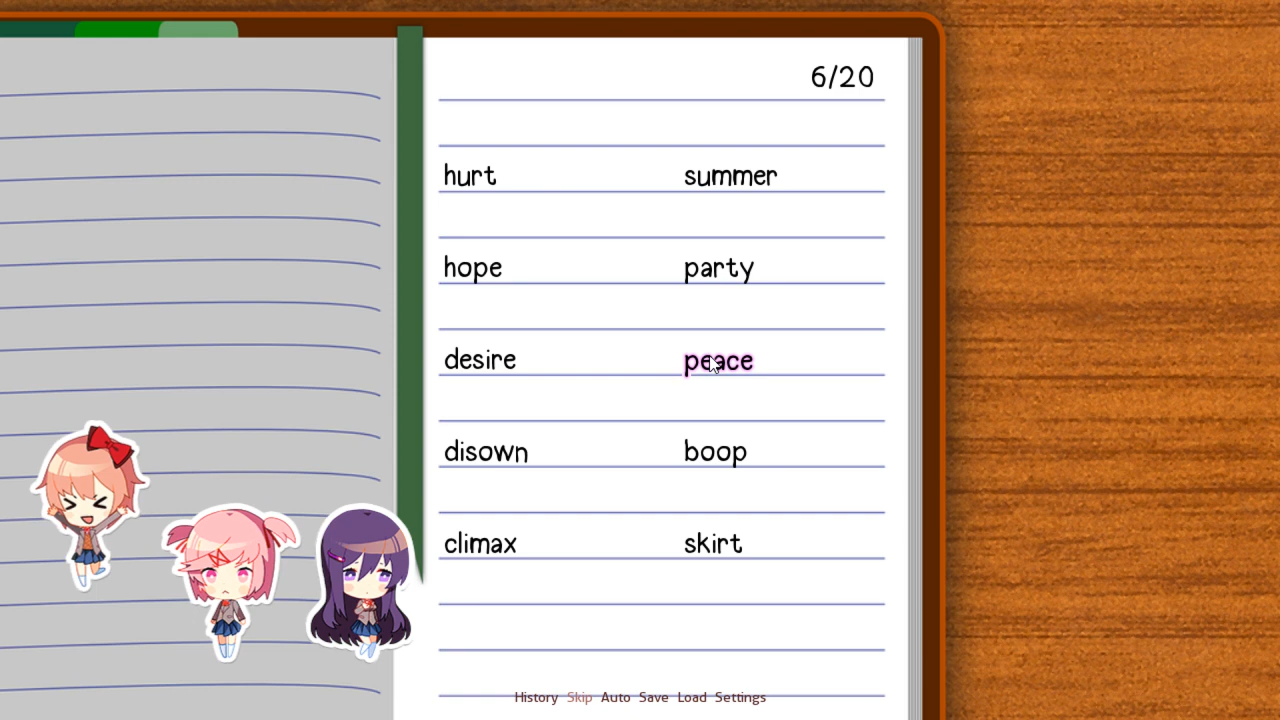 6/20
hurt summer
hope party
desire peace
disown boop
climax skirt
History Skip Auto Save Load Settings